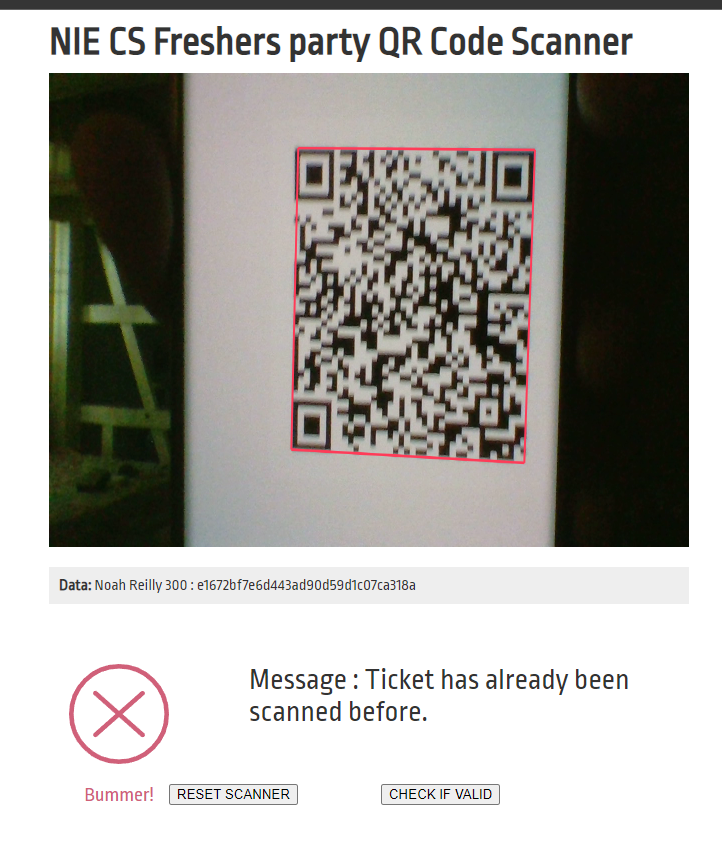 NIE CS Freshers party QR Code Scanner
Data: Noah Reilly 300 : e1672bf7e6d443ad90d59d1c07ca318a
Message : Ticket has already been
scanned before.
Bummer! RESET SCANNER CHECK IF VALID